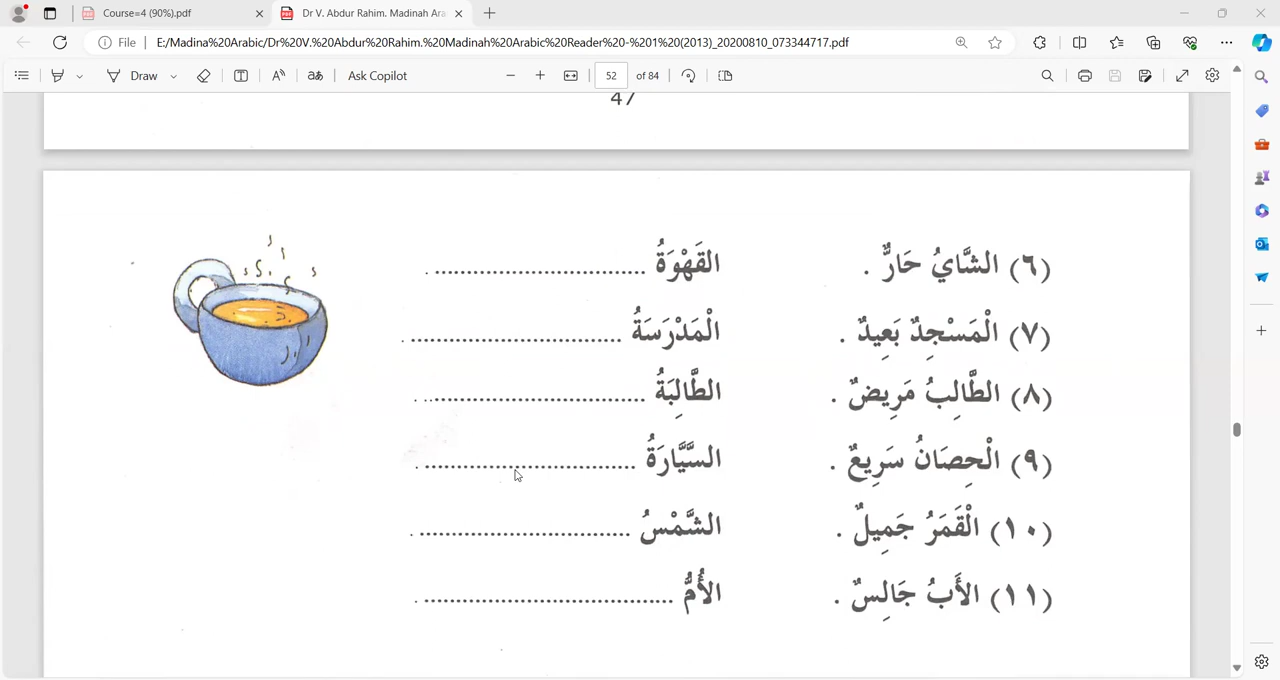 Course=4 (90%).pdf
Dr V. Abdur Rahim. Madinah Ara
File E:/Madina%20Arabic/Dr%20V.%20Abdur%20Rahim.%20Madinah%20Arabic%20Reader%20-%201%20(2013)_20200810_073344717.pdf
Draw aあ Ask Copilot 52 of 84
47
(٦) الشَّايُ حَارٌّ . القَهْوَةُ .................................. .
(٧) الْمَسْجِدُ بَعِيدٌ . الْمَدْرَسَةُ .................................. .
(٨) الطَّالِبُ مَرِيضٌ . الطَّالِبَةُ .................................. .
(٩) الْحِصَانُ سَرِيعٌ . السَّيَّارَةُ .................................. .
(١٠) الْقَمَرُ جَمِيلٌ . الشَّمْسُ .................................. .
(١١) الأَبُ جَالِسٌ . الأُمُّ ........................................ .